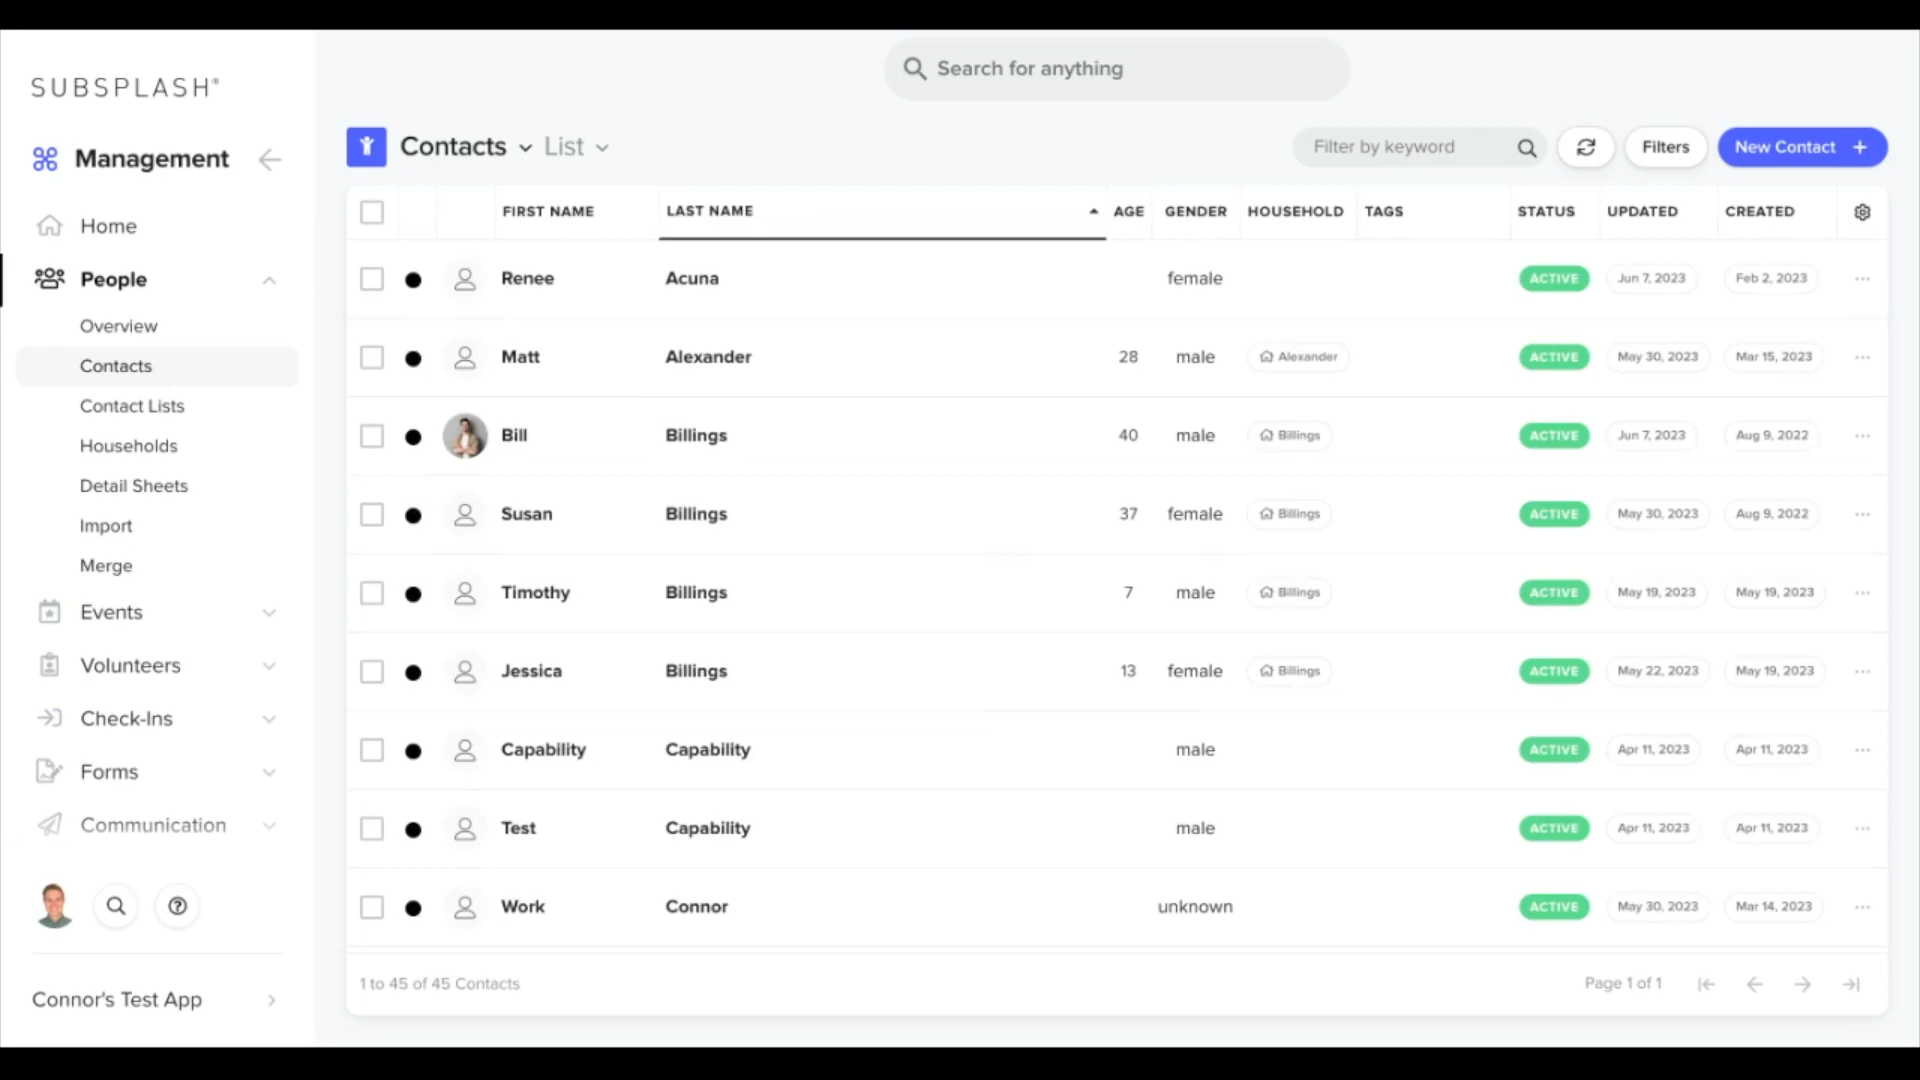 SUBSPLASH®
Management
Home
People
Overview
Contacts
Contact Lists
Households
Detail Sheets
Import
Merge
Events
Volunteers
Check-Ins
Forms
Communication
Connor's Test App
Search for anything
Contacts List
Filter by keyword
Filters
New Contact +
FIRST NAME LAST NAME AGE GENDER HOUSEHOLD TAGS STATUS UPDATED CREATED
Renee Acuna female ACTIVE Jun 7, 2023 Feb 2, 2023
Matt Alexander 28 male Alexander ACTIVE May 30, 2023 Mar 15, 2023
Bill Billings 40 male Billings ACTIVE Jun 7, 2023 Aug 9, 2022
Susan Billings 37 female Billings ACTIVE May 30, 2023 Aug 9, 2022
Timothy Billings 7 male Billings ACTIVE May 19, 2023 May 19, 2023
Jessica Billings 13 female Billings ACTIVE May 22, 2023 May 19, 2023
Capability Capability male ACTIVE Apr 11, 2023 Apr 11, 2023
Test Capability male ACTIVE Apr 11, 2023 Apr 11, 2023
Work Connor unknown ACTIVE May 30, 2023 Mar 14, 2023
1 to 45 of 45 Contacts
Page 1 of 1